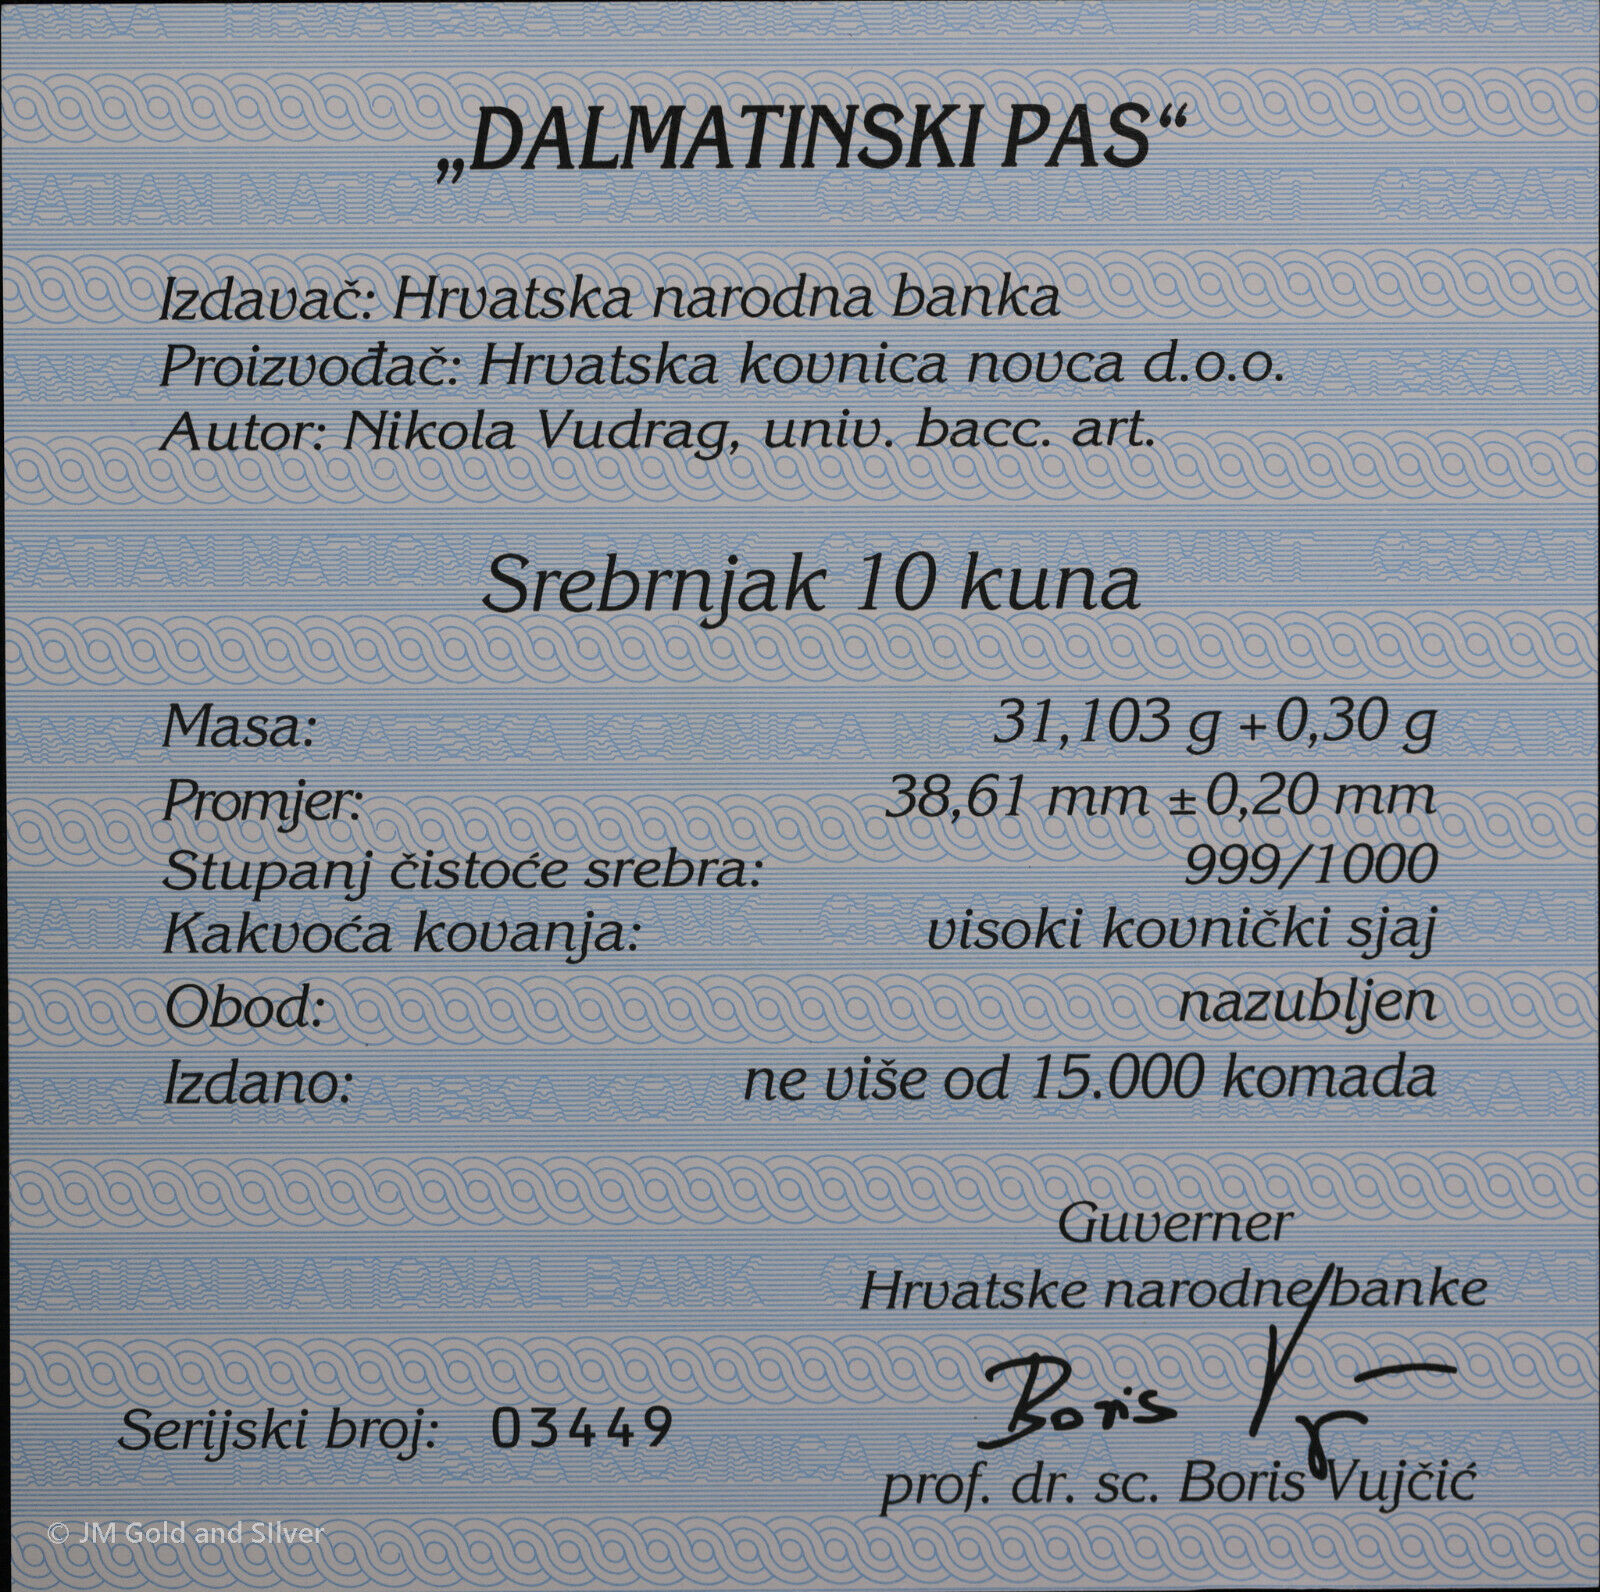 „DALMATINSKI PAS“
Izdavač: Hrvatska narodna banka
Proizvođač: Hrvatska kovnica novca d.o.o.
Autor: Nikola Vudrag, univ. bacc. art.
Srebrnjak 10 kuna
Masa: 31,103 g +0,30 g
Promjer: 38,61 mm ±0,20 mm
Stupanj čistoće srebra: 999/1000
Kakvoća kovanja: visoki kovnički sjaj
Obod: nazubljen
Izdano: ne više od 15.000 komada
Guverner
Hrvatske narodne banke
Boris
Serijski broj: 03449
prof. dr. sc. Boris Vujčić
© JM Gold and SIlver